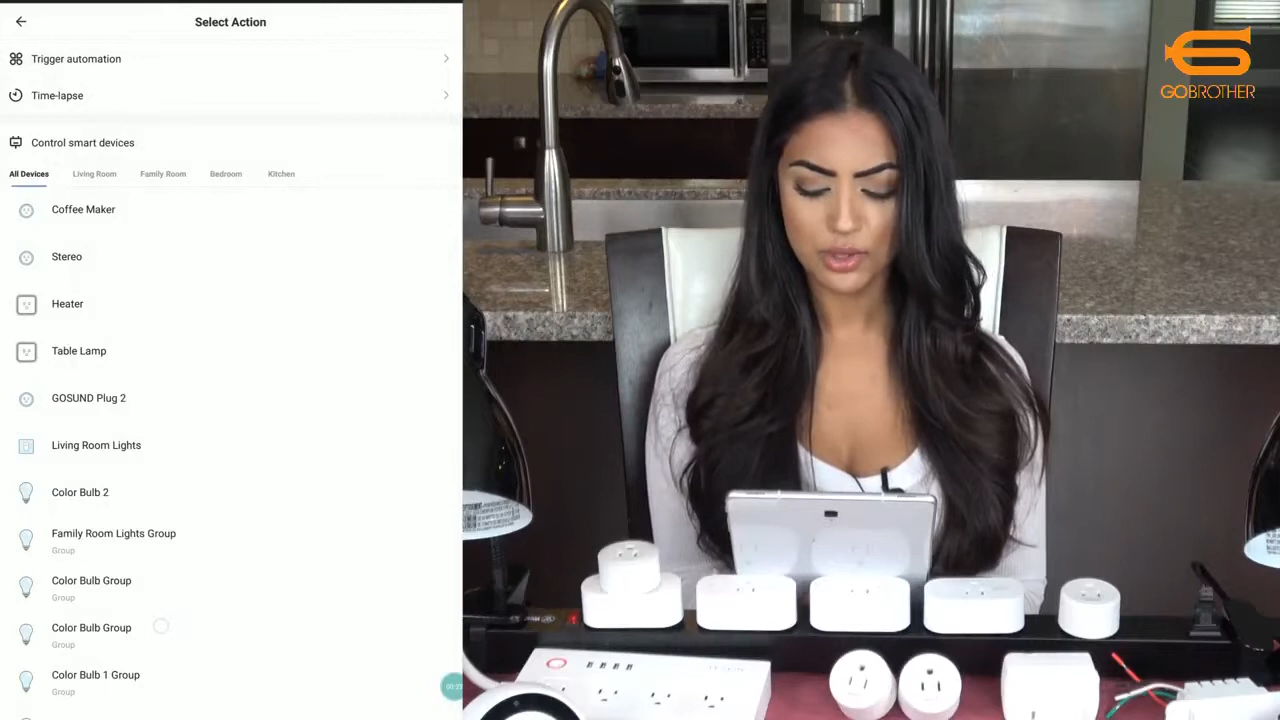 Select Action
Trigger automation
Time-lapse
Control smart devices
All Devices Living Room Family Room Bedroom Kitchen
Coffee Maker
Stereo
Heater
Table Lamp
GOSUND Plug 2
Living Room Lights
Color Bulb 2
Family Room Lights Group
Group
Color Bulb Group
Group
Color Bulb Group
Group
Color Bulb 1 Group
Group
GOBROTHER